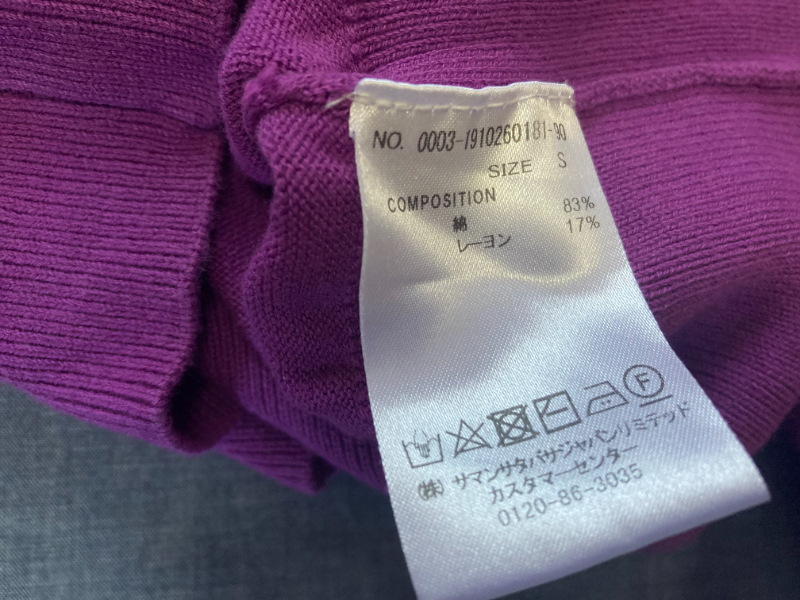 NO. 0003-1910260181-90
SIZE S
COMPOSITION
綿 83%
レーヨン 17%
F
(株) サマンサタバサジャパンリミテッド
カスタマーセンター
0120-86-3035